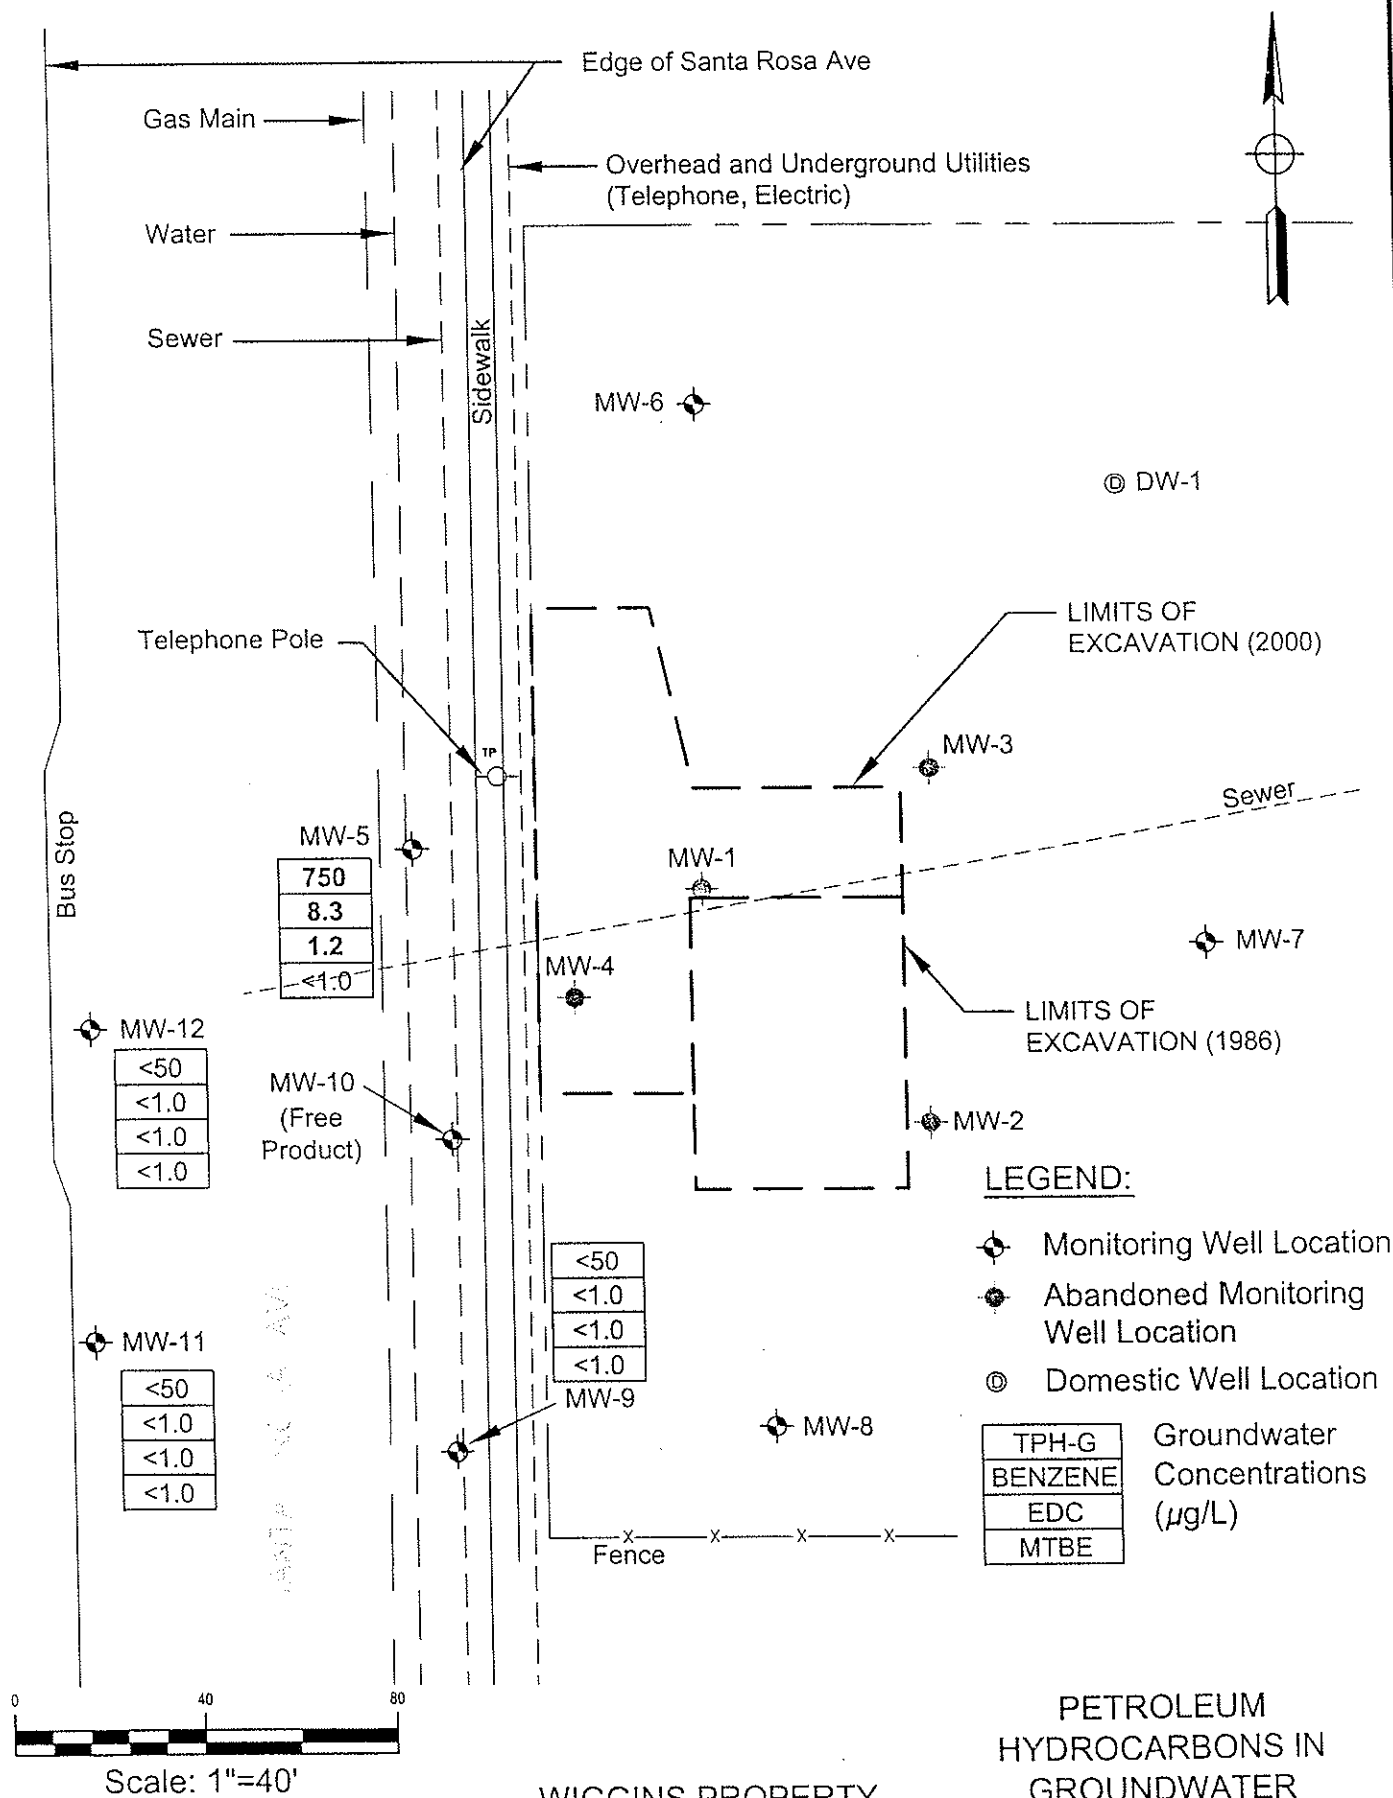 Edge of Santa Rosa Ave
Gas Main
Overhead and Underground Utilities
(Telephone, Electric)
Water
Sewer
Sidewalk
MW-6
D DW-1
LIMITS OF
EXCAVATION (2000)
Telephone Pole
TP
MW-3
Sewer
MW-5
750
8.3
1.2
<1.0
Bus Stop
MW-1
MW-7
MW-4
LIMITS OF
EXCAVATION (1986)
MW-12
<50
<1.0
<1.0
<1.0
MW-10
(Free
Product)
MW-2
LEGEND:
Monitoring Well Location
Abandoned Monitoring
Well Location
D Domestic Well Location
TPH-G
BENZENE
EDC
MTBE
Groundwater
Concentrations
(µg/L)
<50
<1.0
<1.0
<1.0
MW-9
MW-11
<50
<1.0
<1.0
<1.0
MW-8
X X X X
Fence
0 40 80
Scale: 1"=40'
WIGGINS PROPERTY
PETROLEUM
HYDROCARBONS IN
GROUNDWATER